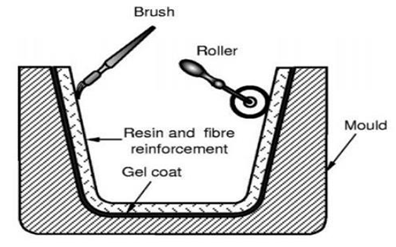 Brush
Roller
Mould
Resin and fibre
reinforcement
Gel coat